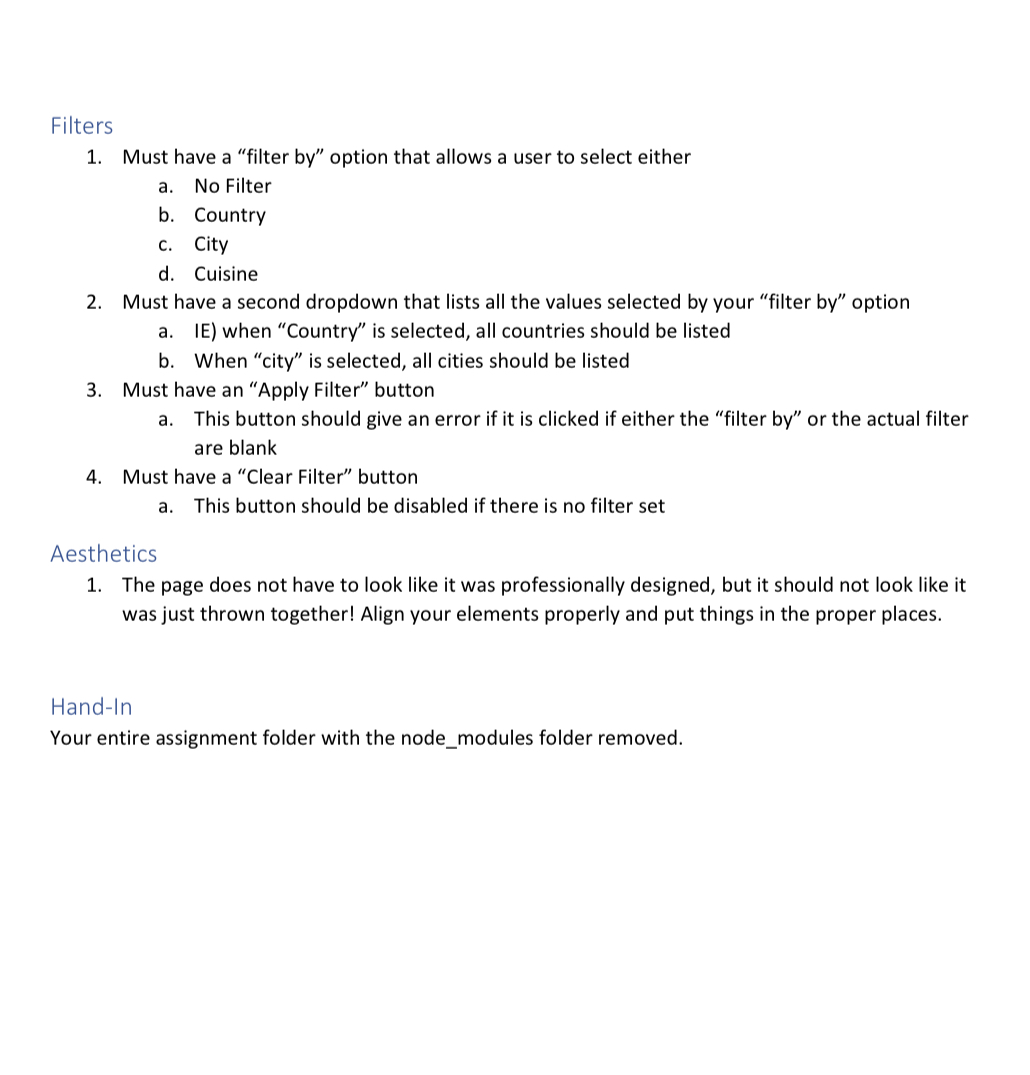 Filters
1. Must have a “filter by” option that allows a user to select either
a. No Filter
b. Country
c. City
d. Cuisine
2. Must have a second dropdown that lists all the values selected by your “filter by” option
a. IE) when “Country” is selected, all countries should be listed
b. When “city” is selected, all cities should be listed
3. Must have an “Apply Filter” button
a. This button should give an error if it is clicked if either the “filter by” or the actual filter
are blank
4. Must have a “Clear Filter” button
a. This button should be disabled if there is no filter set
Aesthetics
1. The page does not have to look like it was professionally designed, but it should not look like it
was just thrown together! Align your elements properly and put things in the proper places.
Hand-In
Your entire assignment folder with the node_modules folder removed.